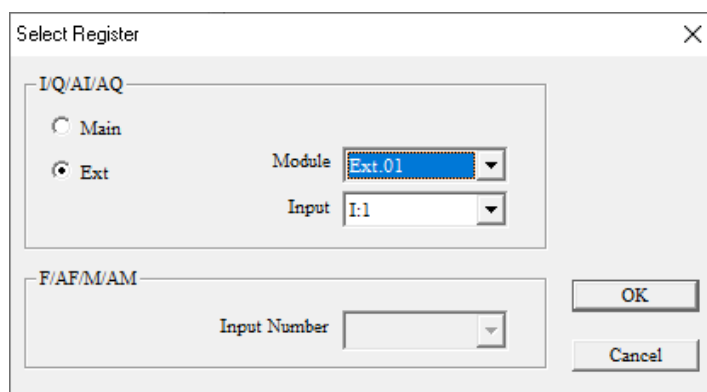 Select Register
I/Q/AI/AQ
Main
Ext
Module Ext.01
Input I:1
F/AF/M/AM
Input Number
OK
Cancel